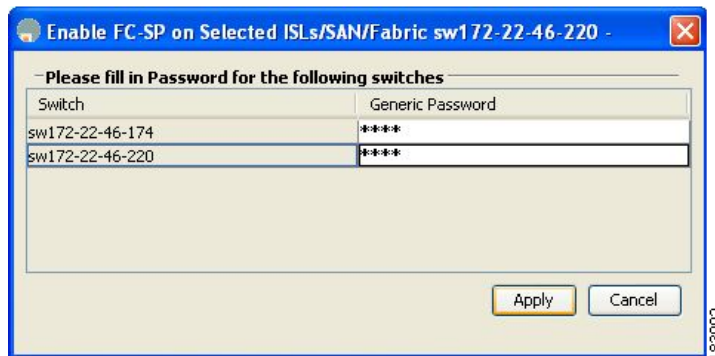 Enable FC-SP on Selected ISLs/SAN/Fabric sw172-22-46-220 -
Please fill in Password for the following switches
Switch Generic Password
sw172-22-46-174 ****
sw172-22-46-220 ****
Apply Cancel